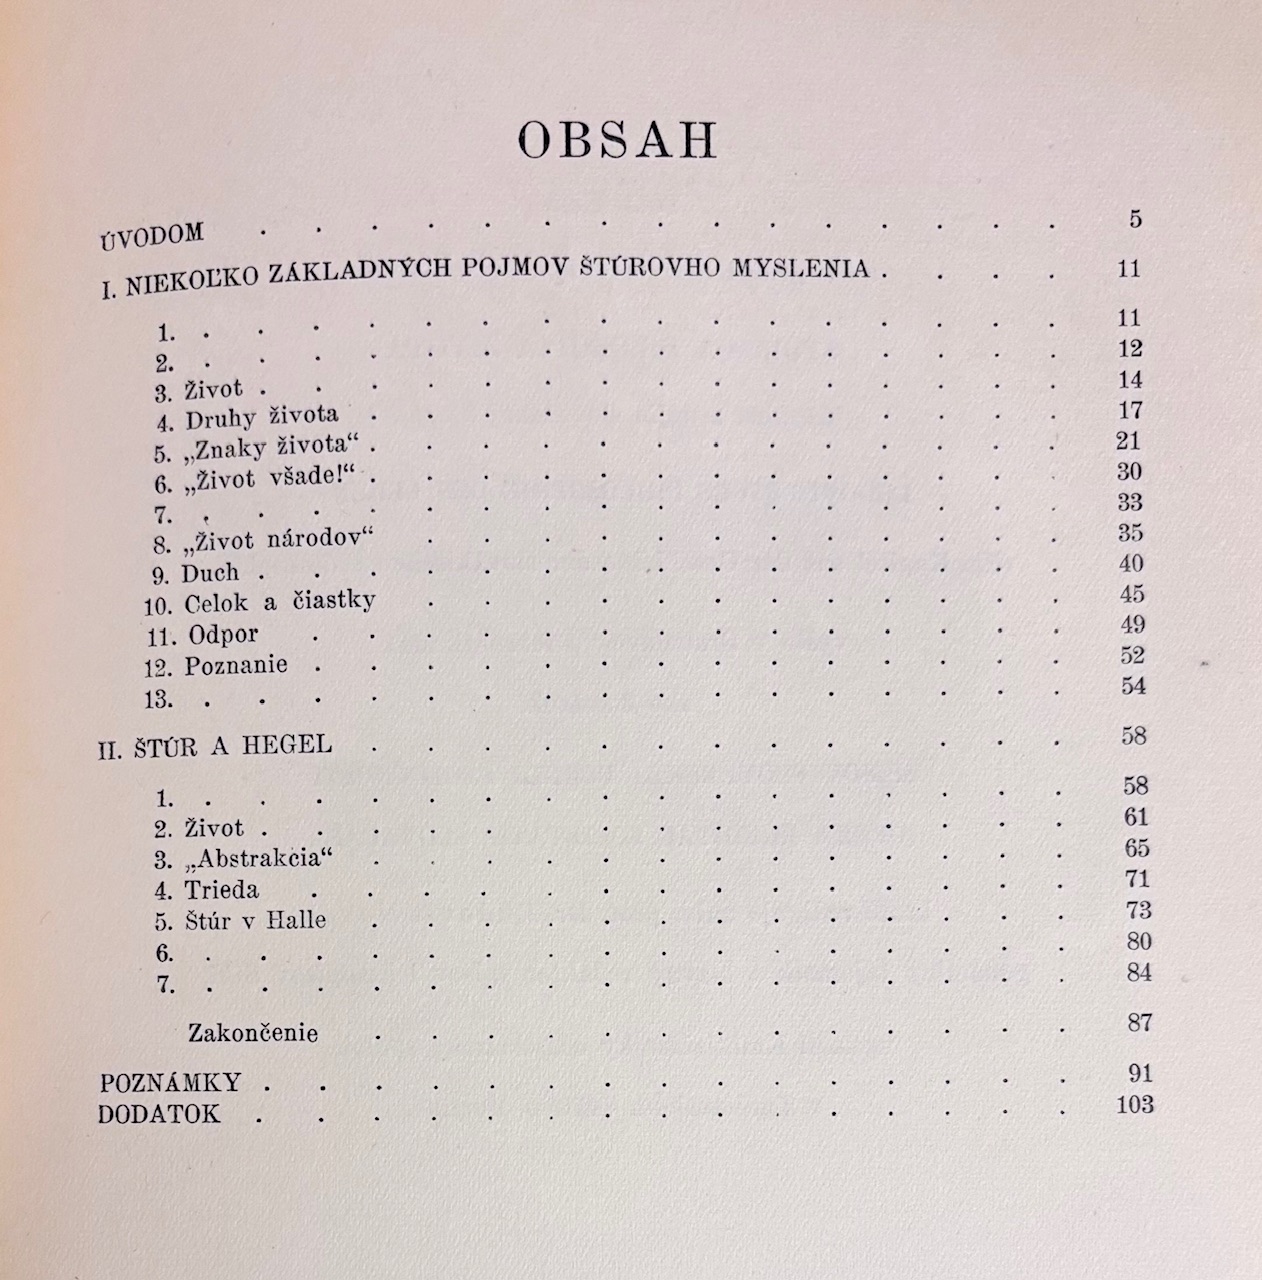 OBSAH
ÚVODOM . . . . . . . . . . . . . . . 5
I. NIEKOĽKO ZÁKLADNÝCH POJMOV ŠTÚROVHO MYSLENIA . . . . 11
1. . . . . . . . . . . . . . . . . 11
2. . . . . . . . . . . . . . . . . 12
3. Život . . . . . . . . . . . . . . . 14
4. Druhy života . . . . . . . . . . . . . 17
5. „Znaky života“ . . . . . . . . . . . . . 21
6. „Život všade!“ . . . . . . . . . . . . . 30
7. . . . . . . . . . . . . . . . . 33
8. „Život národov“ . . . . . . . . . . . . 35
9. Duch . . . . . . . . . . . . . . . 40
10. Celok a čiastky . . . . . . . . . . . . 45
11. Odpor . . . . . . . . . . . . . . 49
12. Poznanie . . . . . . . . . . . . . . 52
13. . . . . . . . . . . . . . . . . 54
II. ŠTÚR A HEGEL . . . . . . . . . . . . . 58
1. . . . . . . . . . . . . . . . . 58
2. Život . . . . . . . . . . . . . . . 61
3. „Abstrakcia“ . . . . . . . . . . . . . 65
4. Trieda . . . . . . . . . . . . . . 71
5. Štúr v Halle . . . . . . . . . . . . . 73
6. . . . . . . . . . . . . . . . . 80
7. . . . . . . . . . . . . . . . . 84
Zakončenie . . . . . . . . . . . . . 87
POZNÁMKY . . . . . . . . . . . . . . . 91
DODATOK . . . . . . . . . . . . . . . 103